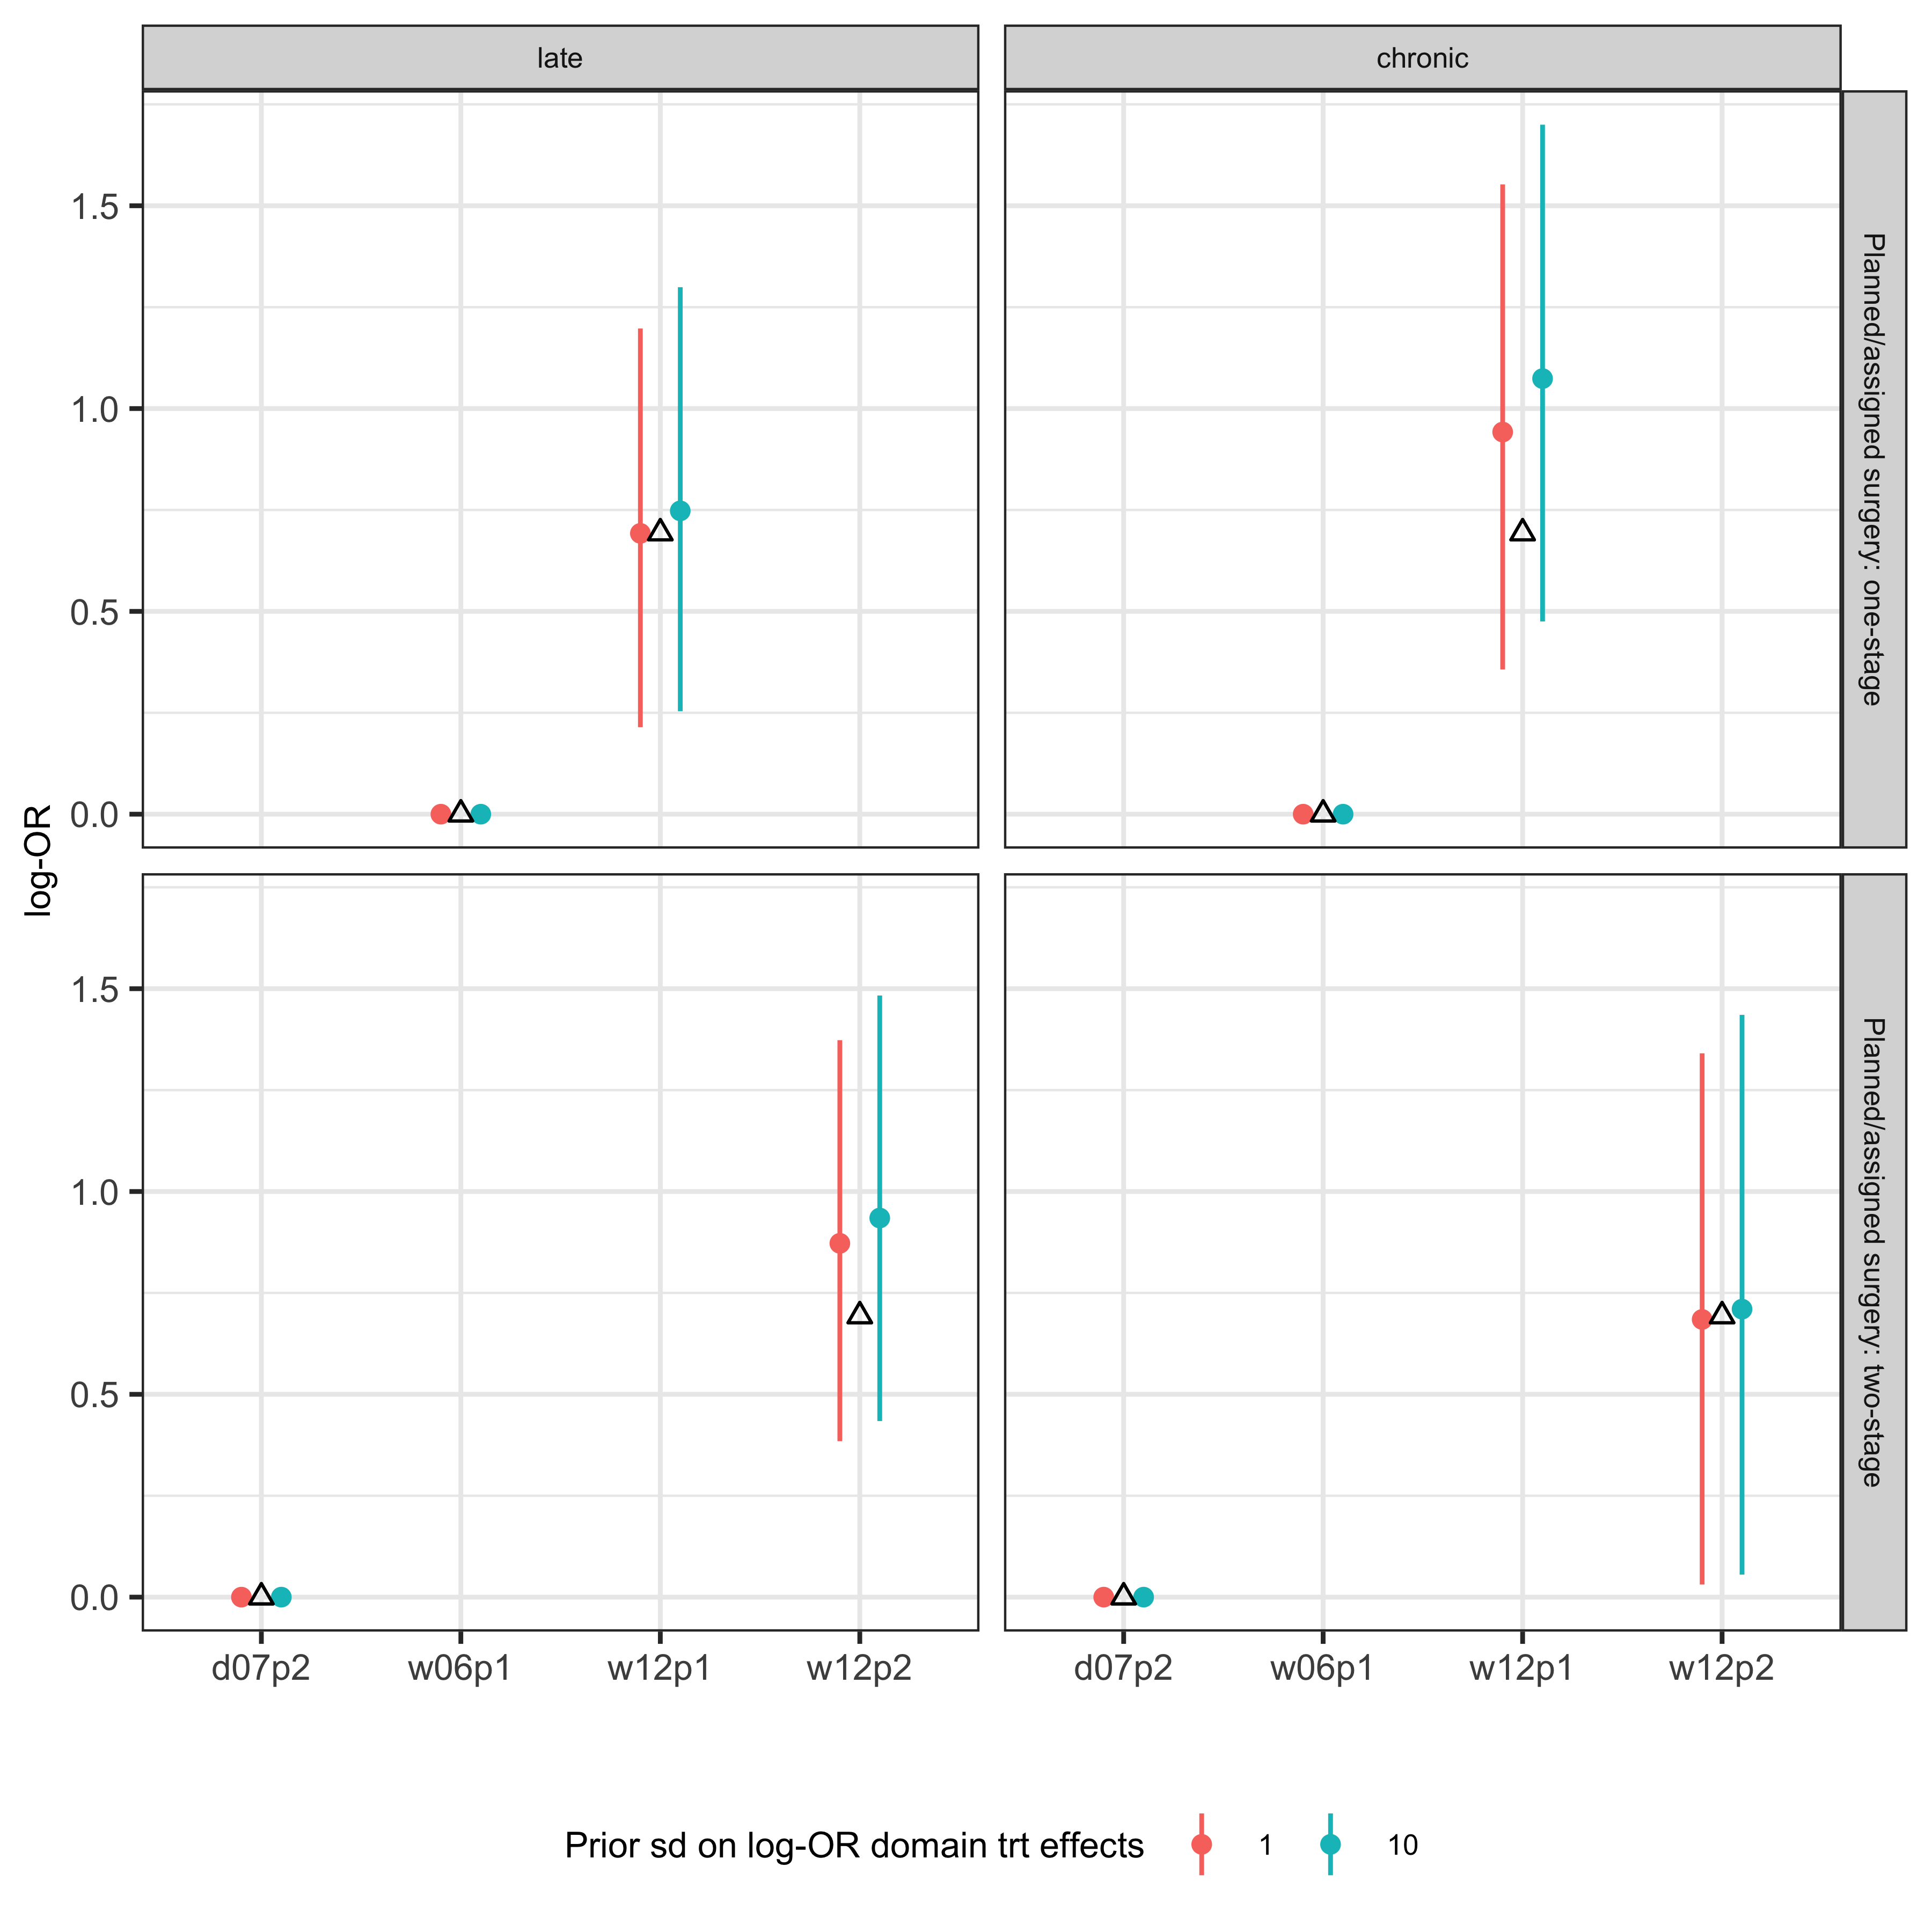 late
chronic
Planned/assigned surgery: one-stage
1.5
1.0
0.5
0.0
log-OR
Planned/assigned surgery: two-stage
1.5
1.0
0.5
0.0
d07p2 w06p1 w12p1 w12p2
d07p2 w06p1 w12p1 w12p2
Prior sd on log-OR domain trt effects 1 10